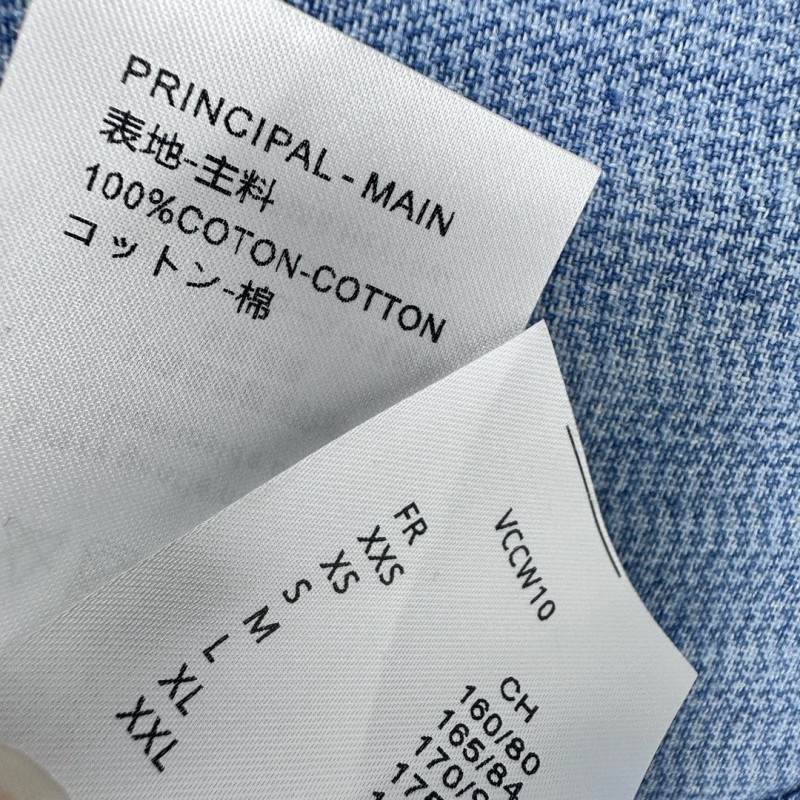 PRINCIPAL - MAIN
表地-主料
100%COTON-COTTON
コットン-棉
VCCW10
FR
XXS
XS
S
M
L
XL
XXL
CH
160/80
165/84